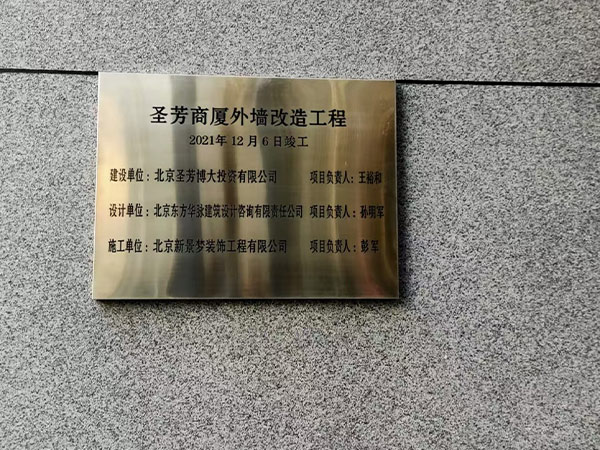 圣芳商厦外墙改造工程
2021年12月6日竣工
建设单位：北京圣芳博大投资有限公司 项目负责人：王裕和
设计单位：北京东方华脉建筑设计咨询有限责任公司 项目负责人：孙明军
施工单位：北京新景梦装饰工程有限公司 项目负责人：彭军